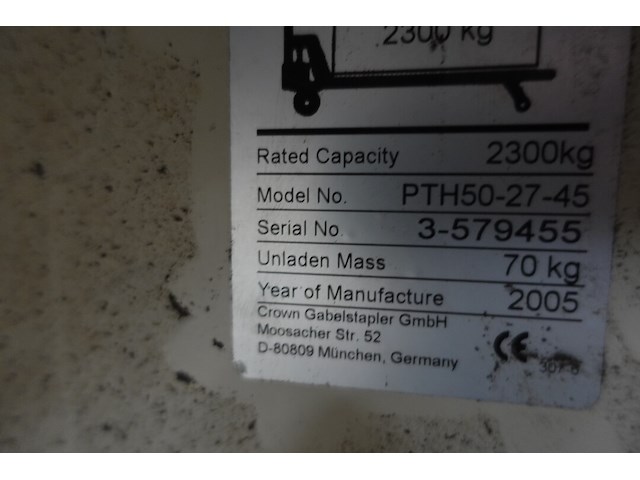 2300 kg
Rated Capacity 2300kg
Model No. PTH50-27-45
Serial No. 3-579455
Unladen Mass 70 kg
Year of Manufacture 2005
Crown Gabelstapler GmbH
Moosacher Str. 52
D-80809 München, Germany
CE